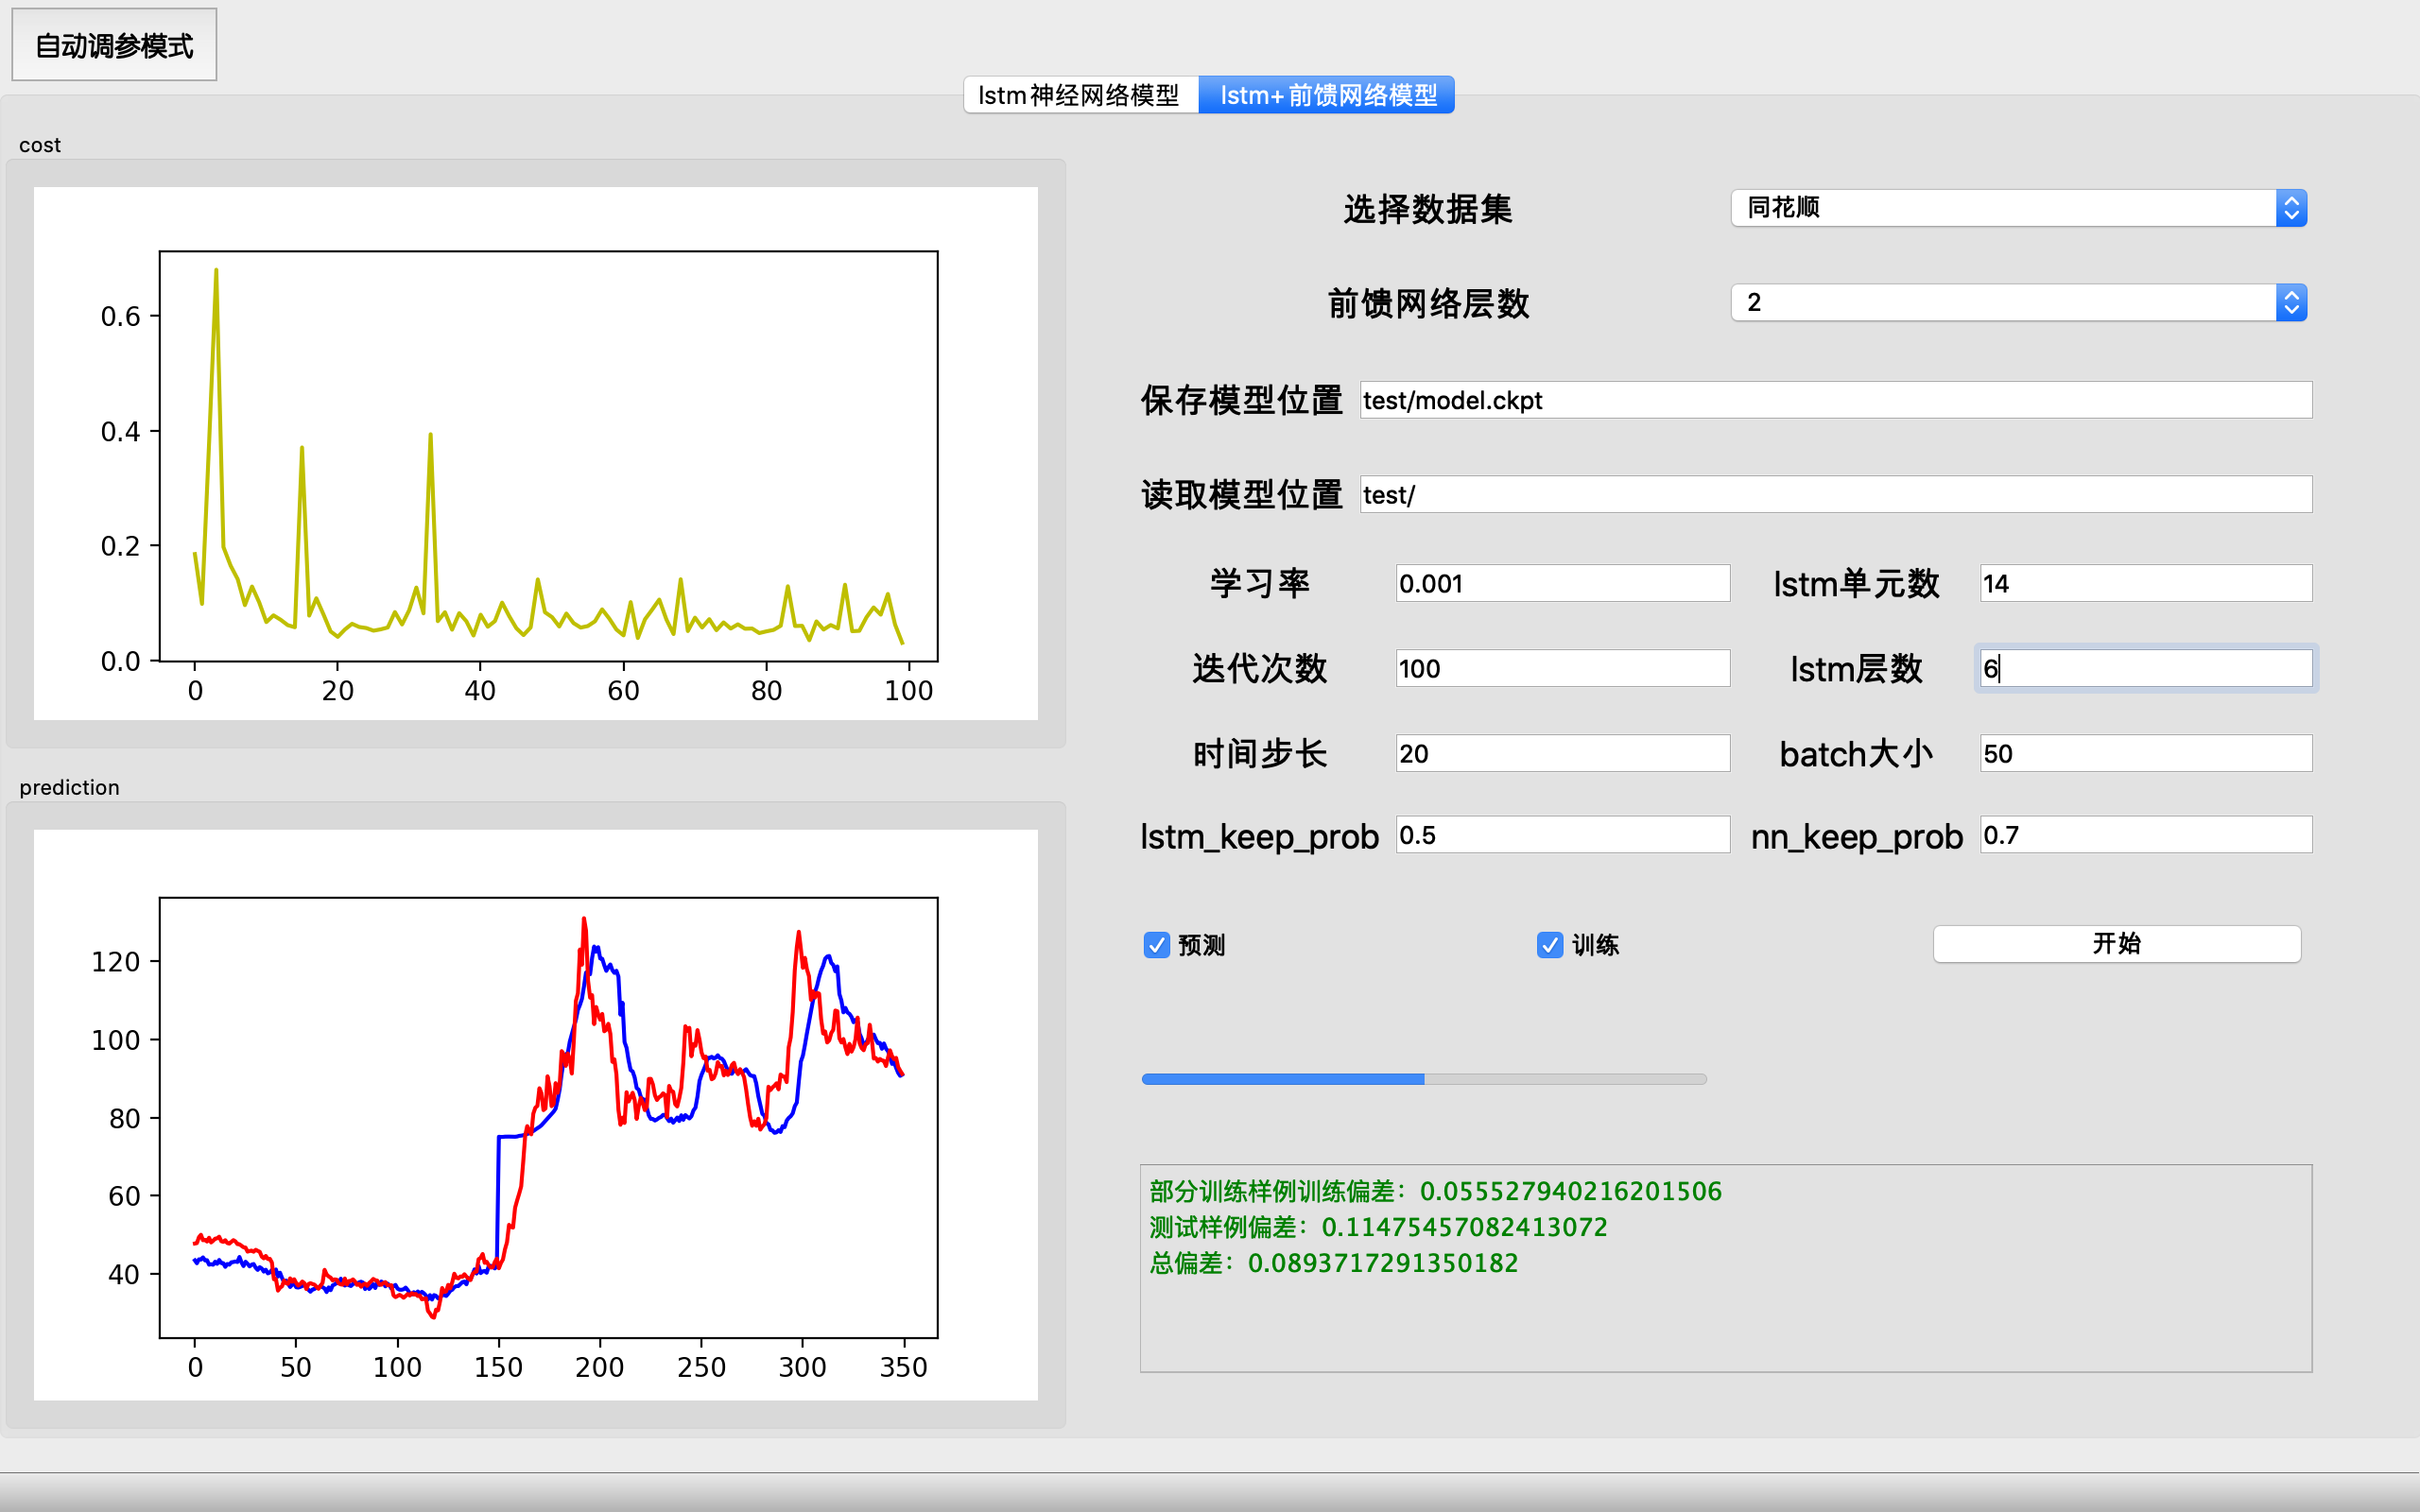 自动调参模式
lstm神经网络模型
lstm+前馈网络模型
cost
0.6
0.4
0.2
0.0
0 20 40 60 80 100
prediction
120
100
80
60
40
0 50 100 150 200 250 300 350
选择数据集 同花顺
前馈网络层数 2
保存模型位置 test/model.ckpt
读取模型位置 test/
学习率 0.001 lstm单元数 14
迭代次数 100 lstm层数 6
时间步长 20 batch大小 50
lstm_keep_prob 0.5 nn_keep_prob 0.7
预测 训练 开始
部分训练样例训练偏差：0.055527940216201506
测试样例偏差：0.11475457082413072
总偏差：0.0893717291350182